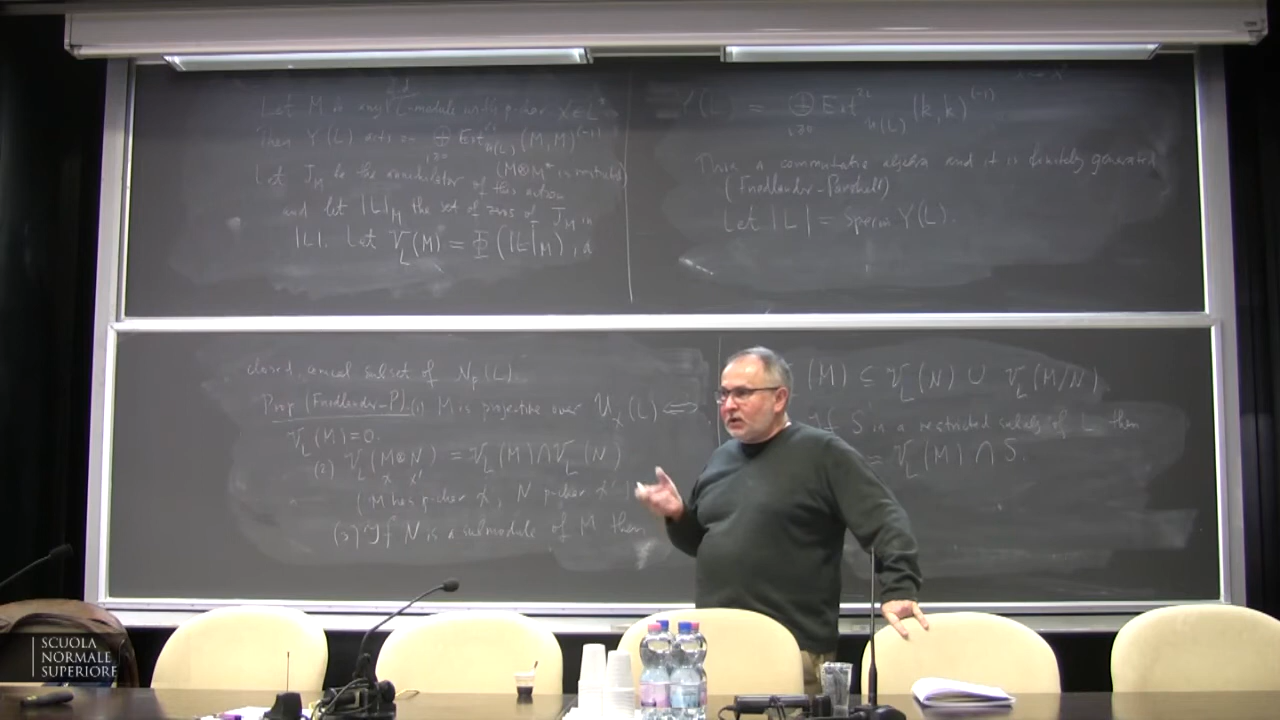 Let M be any L-module with p-char χ ∈ L*
Then Y(L) acts on ⊕_{i≥0} Ext^{2i}_{u(L)} (M,M)^{(-1)}
(M⊗M* is restricted)
Let J_M be the annihilator of this action
and let |L|_M the set of zeros of J_M in
|L|. Let V_L(M) = Φ(|L|_M), a
Y(L) = ⊕_{i≥0} Ext^{2i}_{u(L)} (k,k)^{(-1)}
This is a commutative algebra and it is finitely generated
(Friedlander-Parshall)
Let |L| = Specm Y(L).
closed conical subset of N_p(L).
Prop (Friedlander-P) (1) M is projective over U_χ(L) ⟺
V_L(M)=0.
(2) V_L(M⊗N) = V_L(M)∩V_L(N)
(M has p-char χ, N p-char χ'
(3) If N is a submodule of M then
(M) ⊆ V_L(N) ∪ V_L(M/N)
If S is a restricted subalg of L then
= V_L(M) ∩ S.
SCUOLA
NORMALE
SUPERIORE